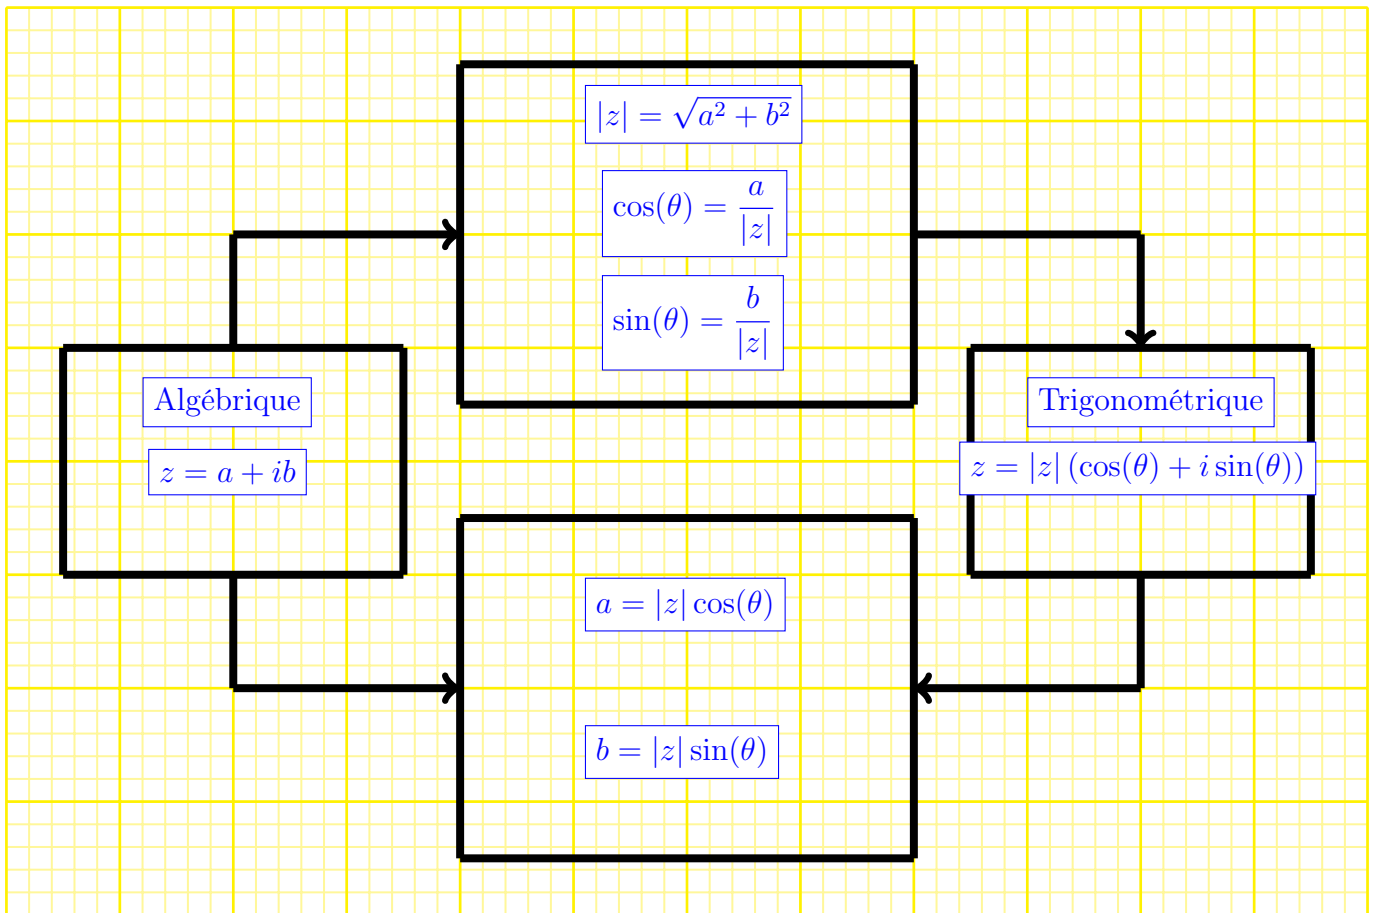 |z| = √(a² + b²)
cos(θ) = a/|z|
sin(θ) = b/|z|
Algébrique
z = a + ib
Trigonométrique
z = |z| (cos(θ) + i sin(θ))
a = |z| cos(θ)
b = |z| sin(θ)